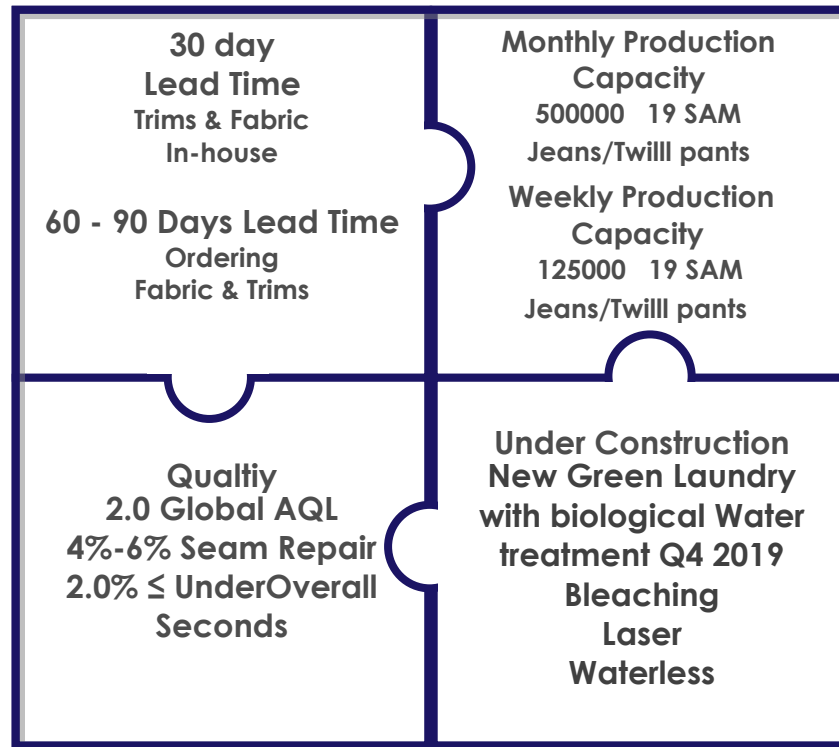 30 day
Lead Time
Trims & Fabric
In-house
60 - 90 Days Lead Time
Ordering
Fabric & Trims
Monthly Production
Capacity
500000 19 SAM
Jeans/Twilll pants
Weekly Production
Capacity
125000 19 SAM
Jeans/Twilll pants
Qualtiy
2.0 Global AQL
4%-6% Seam Repair
2.0% ≤ UnderOverall
Seconds
Under Construction
New Green Laundry
with biological Water
treatment Q4 2019
Bleaching
Laser
Waterless